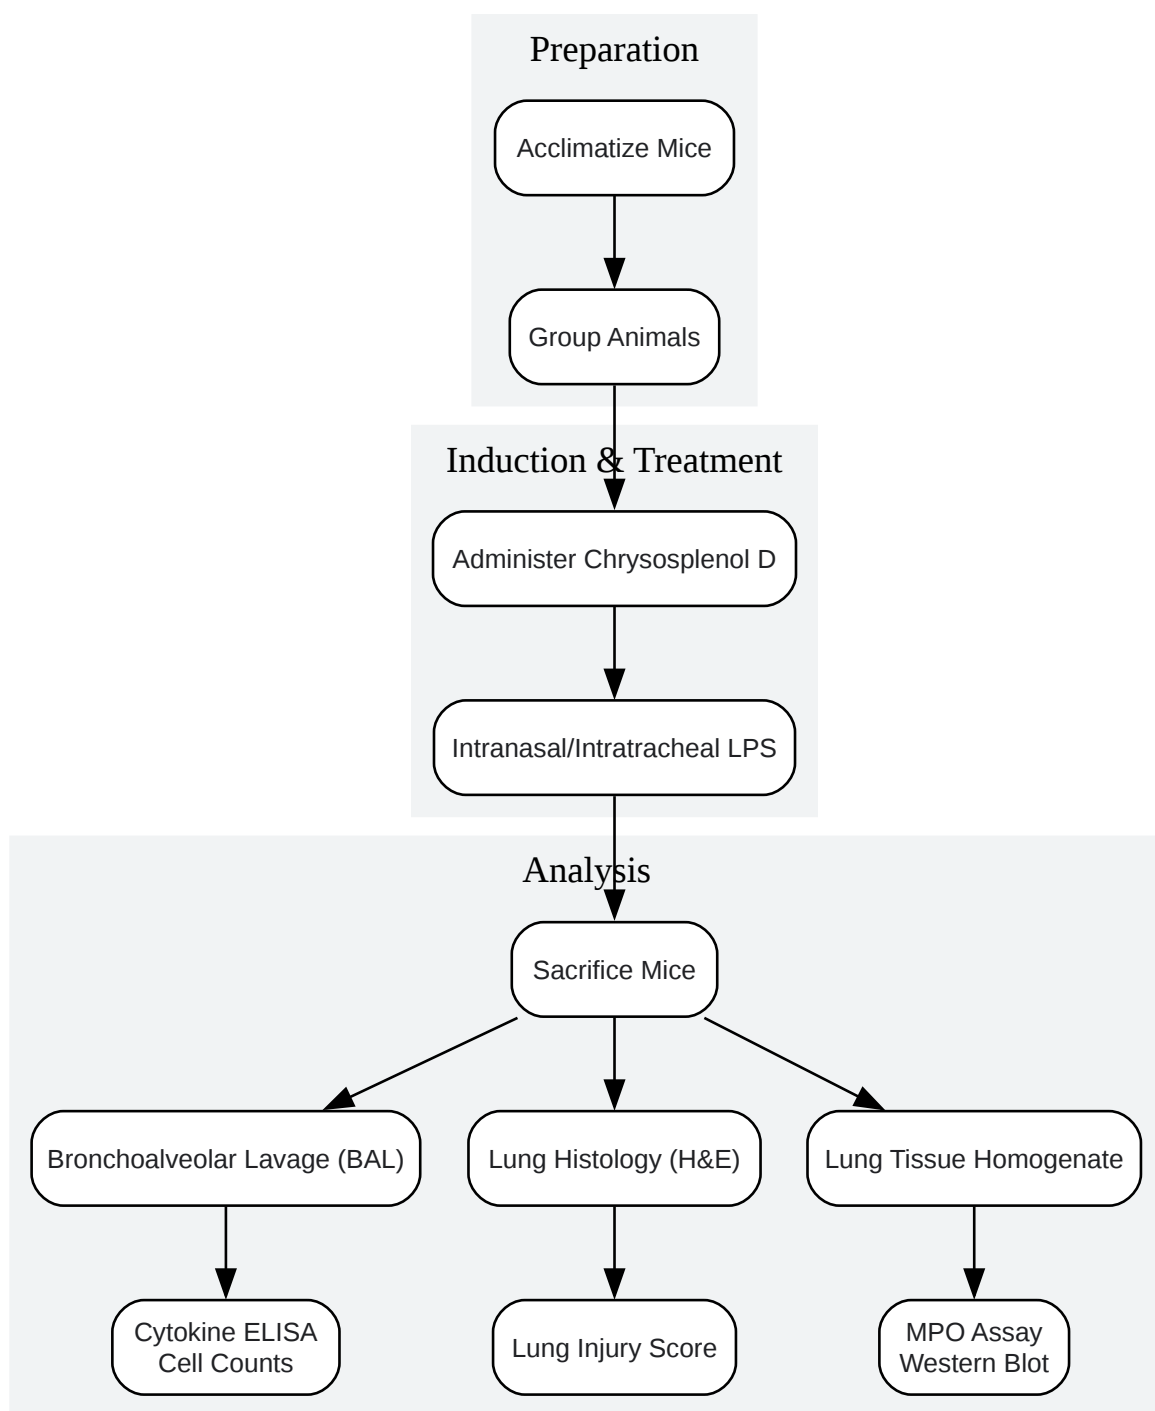 Preparation
Acclimatize Mice
Group Animals
Induction & Treatment
Administer Chrysosplenol D
Intranasal/Intratracheal LPS
Analysis
Sacrifice Mice
Bronchoalveolar Lavage (BAL)
Lung Histology (H&E)
Lung Tissue Homogenate
Cytokine ELISA
Cell Counts
Lung Injury Score
MPO Assay
Western Blot